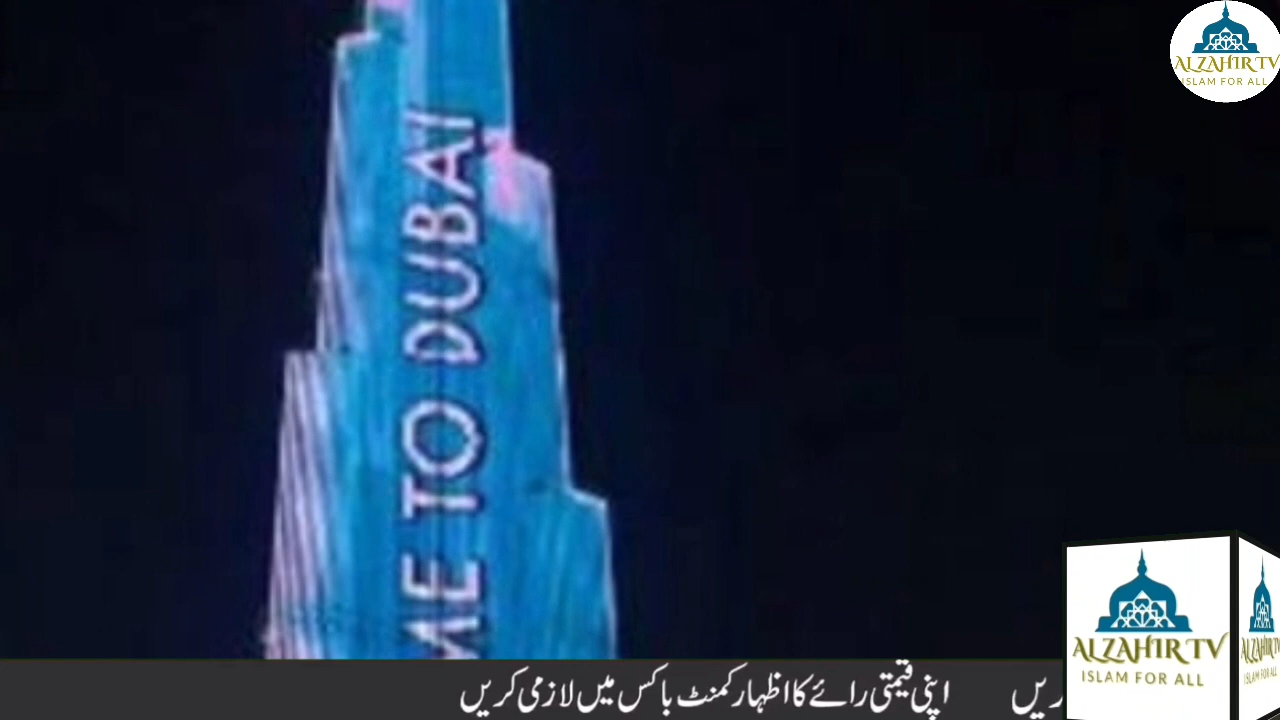 ALZAHIR TV
ISLAM FOR ALL
ME TO DUBAI
اپنی قیمتی رائے کا اظہار کمنٹ باکس میں لازمی کریں
ALZAHIR TV
ISLAM FOR ALL